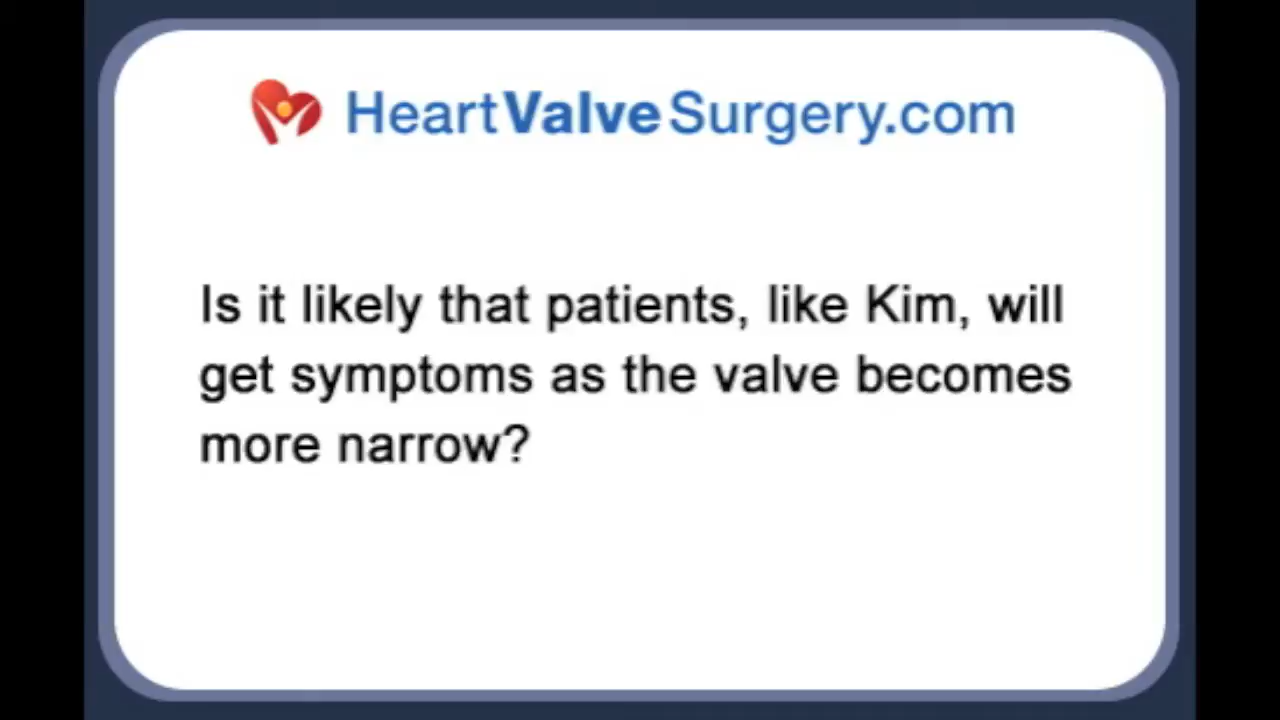 HeartValveSurgery.com
Is it likely that patients, like Kim, will
get symptoms as the valve becomes
more narrow?